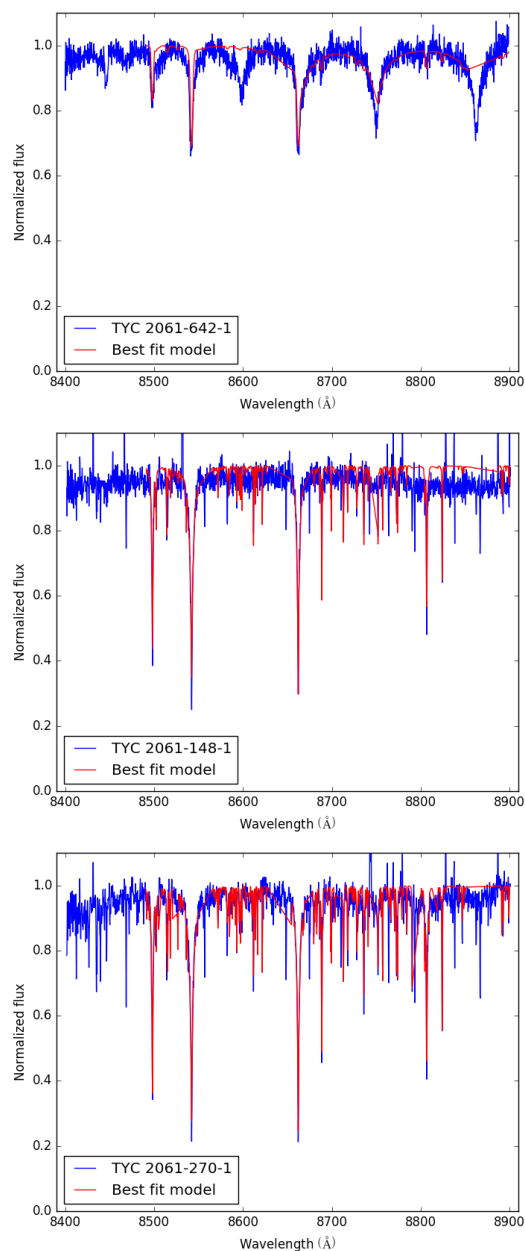 1.0
0.8
0.6
0.4
0.2
0.0
Normalized flux
TYC 2061-642-1
Best fit model
8400 8500 8600 8700 8800 8900
Wavelength (Å)
1.0
0.8
0.6
0.4
0.2
0.0
Normalized flux
TYC 2061-148-1
Best fit model
8400 8500 8600 8700 8800 8900
Wavelength (Å)
1.0
0.8
0.6
0.4
0.2
0.0
Normalized flux
TYC 2061-270-1
Best fit model
8400 8500 8600 8700 8800 8900
Wavelength (Å)